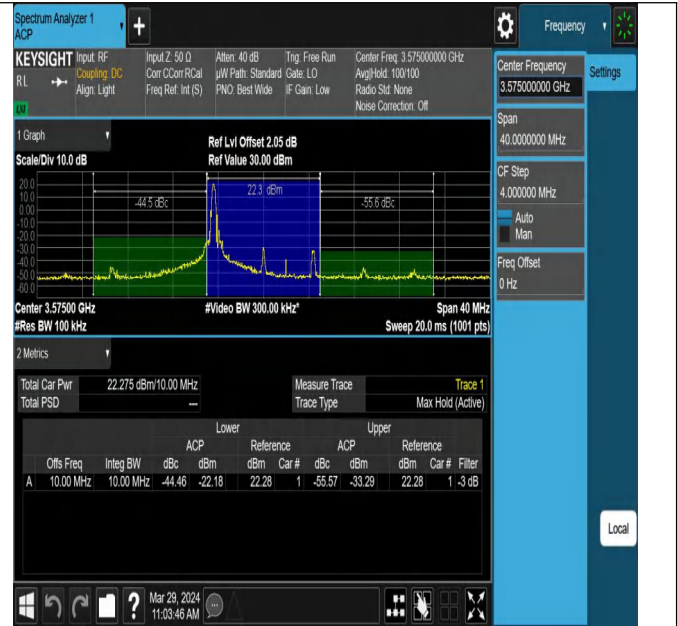 Spectrum Analyzer 1
ACP
+
Frequency
KEYSIGHT Input: RF Input Z: 50 Ω Atten: 40 dB Trig: Free Run Center Freq: 3.575000000 GHz
RL Coupling: DC Corr CCorr RCal µW Path: Standard Gate: LO Avg|Hold: 100/100
Align: Light Freq Ref: Int (S) PNO: Best Wide IF Gain: Low Radio Std: None
LXI Noise Correction: Off
1 Graph
Ref Lvl Offset 2.05 dB
Scale/Div 10.0 dB Ref Value 30.00 dBm
20.0
10.0
0.00
-10.0
-20.0
-30.0
-40.0
-50.0
-60.0
-44.5 dBc 22.3 dBm -55.6 dBc
Center 3.57500 GHz #Video BW 300.00 kHz* Span 40 MHz
#Res BW 100 kHz Sweep 20.0 ms (1001 pts)
2 Metrics
Total Car Pwr 22.275 dBm/10.00 MHz Measure Trace Trace 1
Total PSD --- Trace Type Max Hold (Active)
Lower Upper
ACP Reference ACP Reference
Offs Freq Integ BW dBc dBm dBm Car # dBc dBm dBm Car # Filter
A 10.00 MHz 10.00 MHz -44.46 -22.18 22.28 1 -55.57 -33.29 22.28 1 -3 dB
Center Frequency
3.575000000 GHz
Settings
Span
40.0000000 MHz
CF Step
4.000000 MHz
Auto
Man
Freq Offset
0 Hz
Local
? Mar 29, 2024
11:03:46 AM